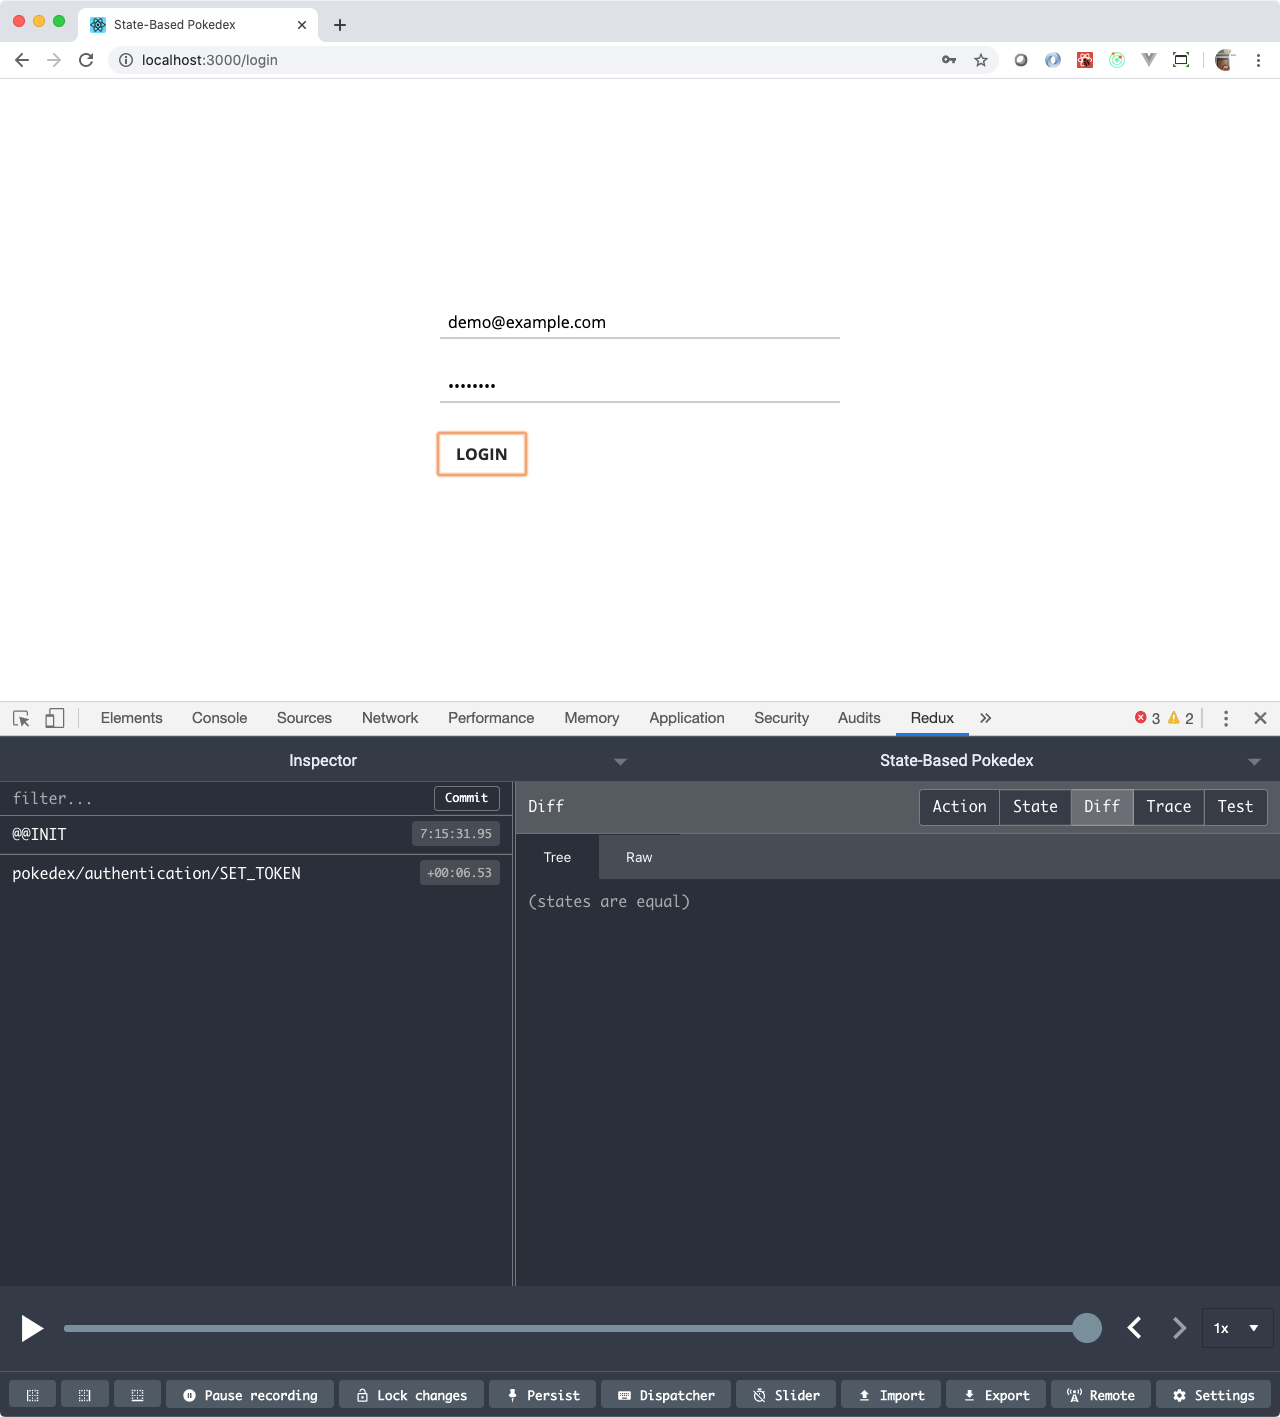 State-Based Pokedex
localhost:3000/login
demo@example.com
••••••••
LOGIN
Elements Console Sources Network Performance Memory Application Security Audits Redux » 3 2
Inspector State-Based Pokedex
filter... Commit
Diff Action State Diff Trace Test
@@INIT 7:15:31.95
Tree Raw
pokedex/authentication/SET_TOKEN +00:06.53
(states are equal)
1x
Pause recording Lock changes Persist Dispatcher Slider Import Export Remote Settings